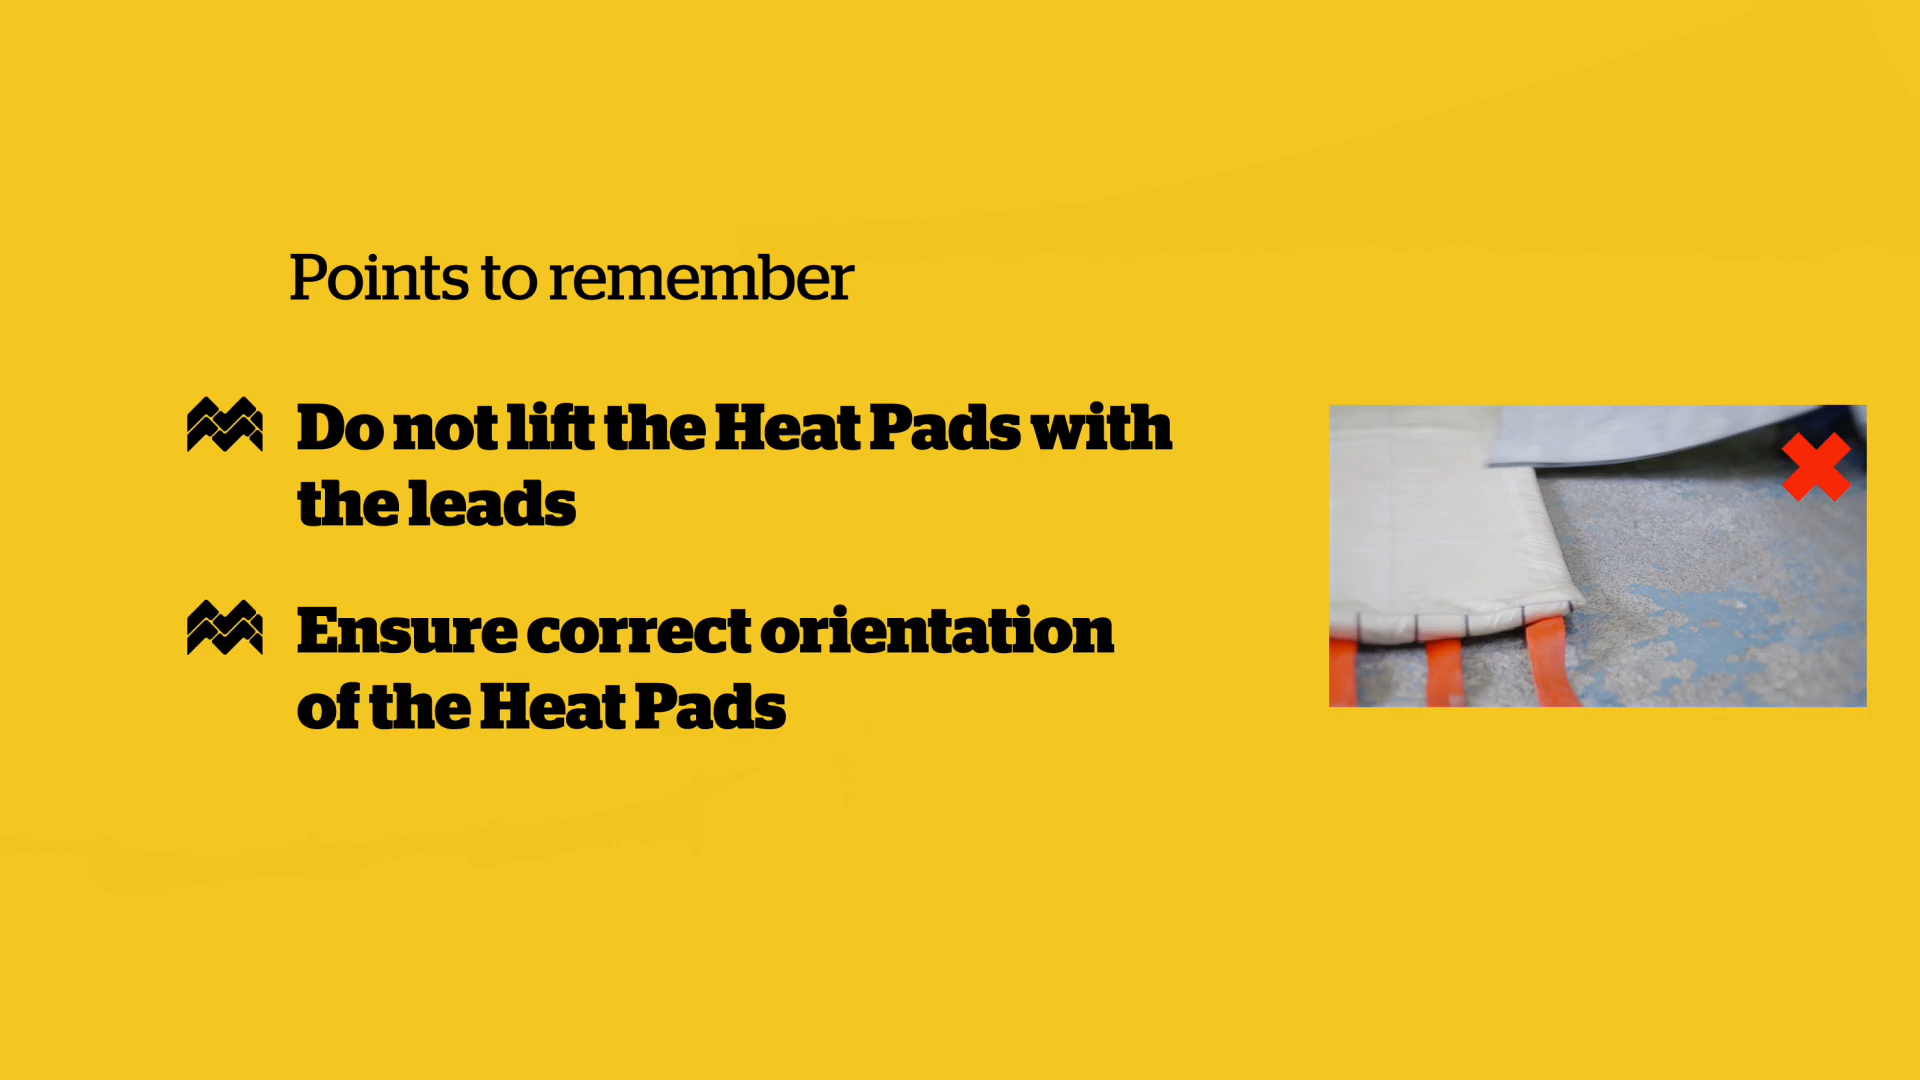 Points to remember
Do not lift the Heat Pads with
the leads
Ensure correct orientation
of the Heat Pads